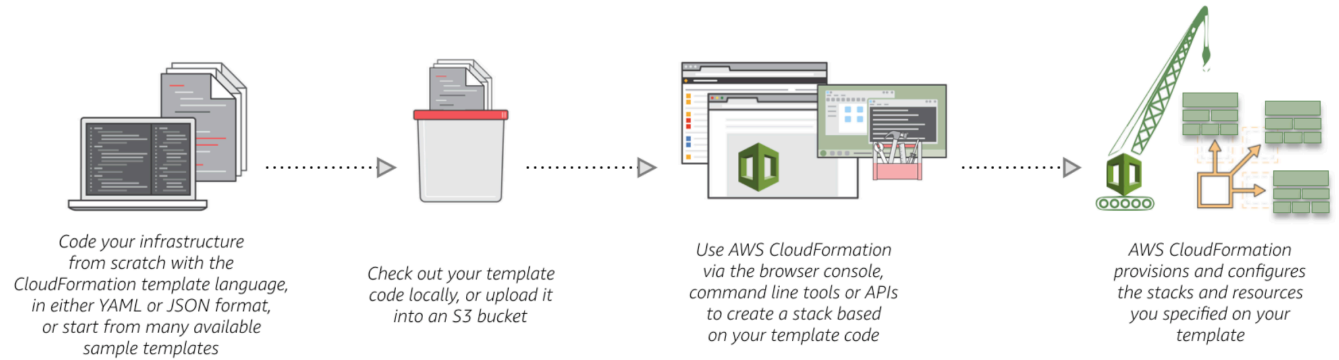 Code your infrastructure
from scratch with the
CloudFormation template language,
in either YAML or JSON format,
or start from many available
sample templates
Check out your template
code locally, or upload it
into an S3 bucket
Use AWS CloudFormation
via the browser console,
command line tools or APIs
to create a stack based
on your template code
AWS CloudFormation
provisions and configures
the stacks and resources
you specified on your
template